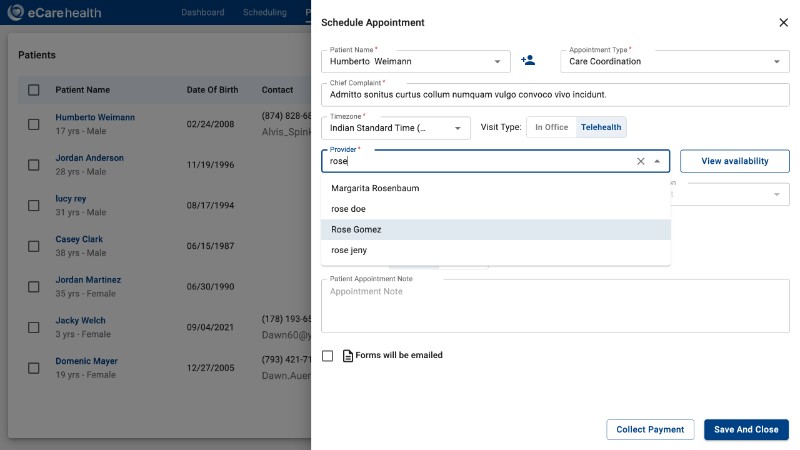 eCarehealth
Dashboard
Scheduling
Schedule Appointment
Patients
Patient Name *
Humberto  Weimann
Appointment Type *
Care Coordination
Chief Complaint *
Admitto sonitus curtus collum numquam vulgo convoco vivo incidunt.
Timezone *
Indian Standard Time (...
Visit Type:
In Office
Telehealth
Provider *
rose
View availability
Margarita Rosenbaum
rose doe
Rose Gomez
rose jeny
Patient Appointment Note
Appointment Note
Forms will be emailed
Collect Payment
Save And Close
Patient Name
Date Of Birth
Contact
Humberto Weimann
17 yrs - Male
02/24/2008
(874) 828-68
Alvis_Spink
Jordan Anderson
28 yrs - Male
11/19/1996
lucy rey
31 yrs - Male
08/17/1994
Casey Clark
38 yrs - Male
06/15/1987
Jordan Martinez
35 yrs - Female
06/30/1990
Jacky Welch
3 yrs - Female
09/04/2021
(178) 193-65
Dawn60@y
Domenic Mayer
19 yrs - Female
12/27/2005
(793) 421-71
Dawn.Auer